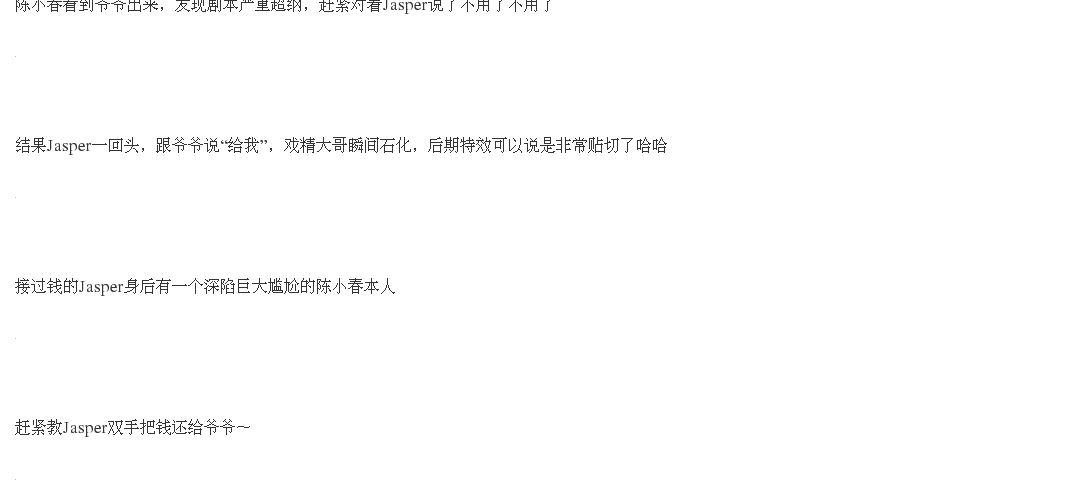 陈小春看到爷爷出来，发现剧本严重超纲，赶紧对着Jasper说了不用了不用了
结果Jasper一回头，跟爷爷说“给我”，戏精大哥瞬间石化，后期特效可以说是非常贴切了哈哈
接过钱的Jasper身后有一个深陷巨大尴尬的陈小春本人
赶紧教Jasper双手把钱还给爷爷～